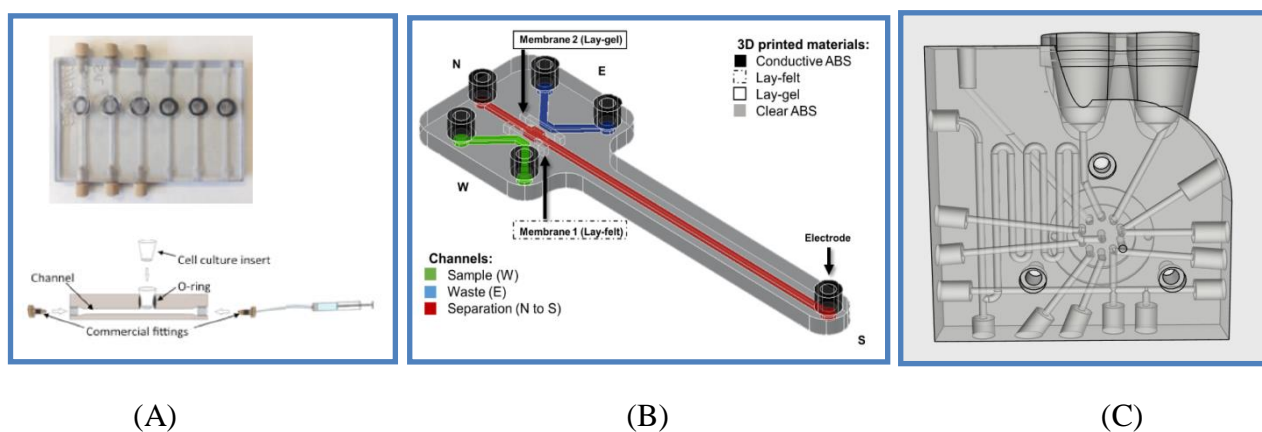 Cell culture insert
Channel
O-ring
Commercial fittings
Membrane 2 (Lay-gel)
N
E
3D printed materials:
Conductive ABS
Lay-felt
Lay-gel
Clear ABS
W
Membrane 1 (Lay-felt)
Electrode
Channels:
Sample (W)
Waste (E)
Separation (N to S)
S
(A)
(B)
(C)